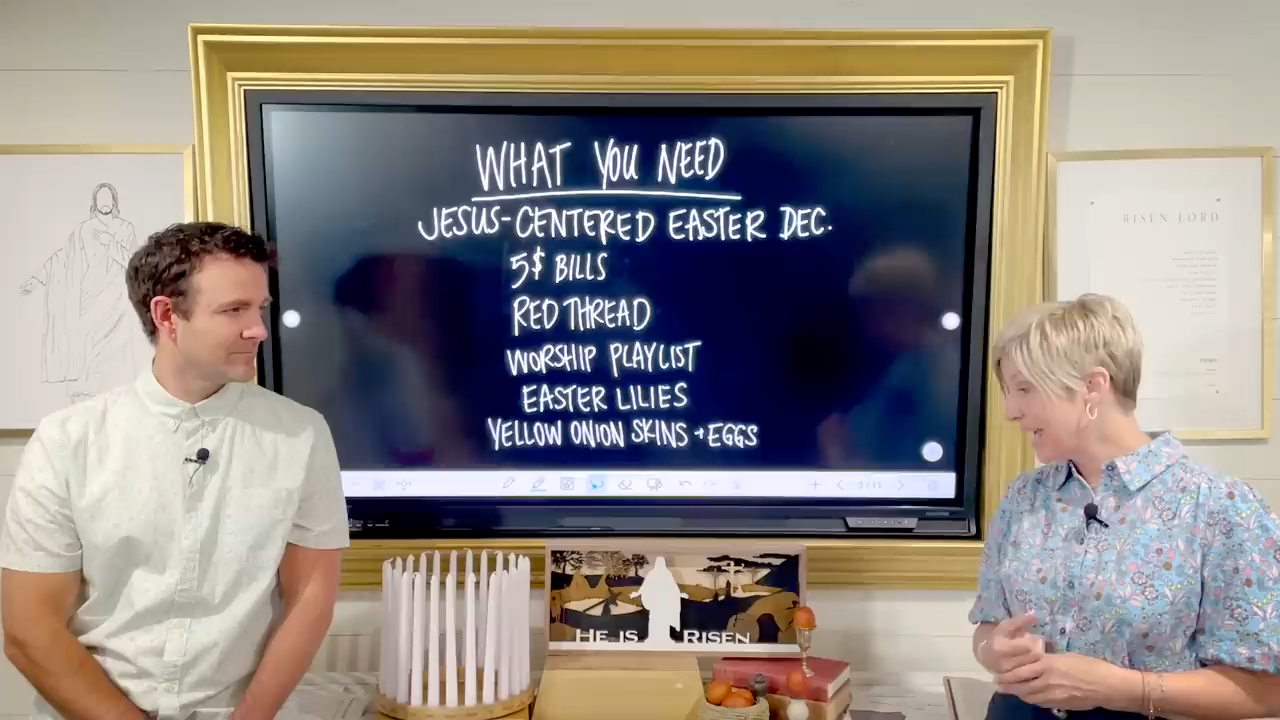 WHAT YOU NEED
JESUS-CENTERED EASTER DEC.
5$ BILLS
RED THREAD
WORSHIP PLAYLIST
EASTER LILIES
YELLOW ONION SKINS + EGGS
RISEN LORD
HE IS RISEN